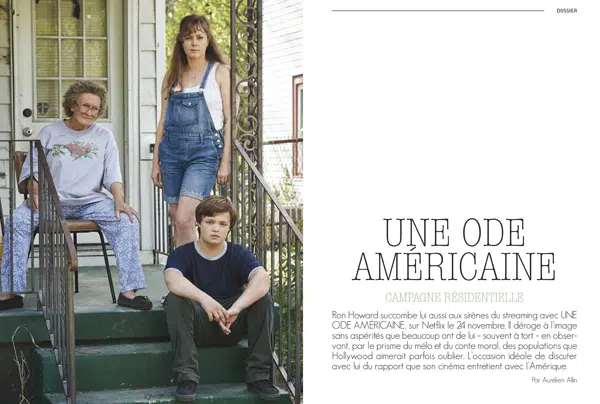 DOSSIER
UNE ODE
AMÉRICAINE
CAMPAGNE RÉSIDENTIELLE
Ron Howard succombe lui aussi aux sirènes du streaming avec UNE
ODE AMÉRICAINE, sur Netflix le 24 novembre. Il déroge à l'image
sans aspérités que beaucoup ont de lui – souvent à tort – en obser-
vant, par le prisme du mélo et du conte moral, des populations que
Hollywood aimerait parfois oublier. L'occasion idéale de discuter
avec lui du rapport que son cinéma entretient avec l'Amérique.
Par Aurélien Allin